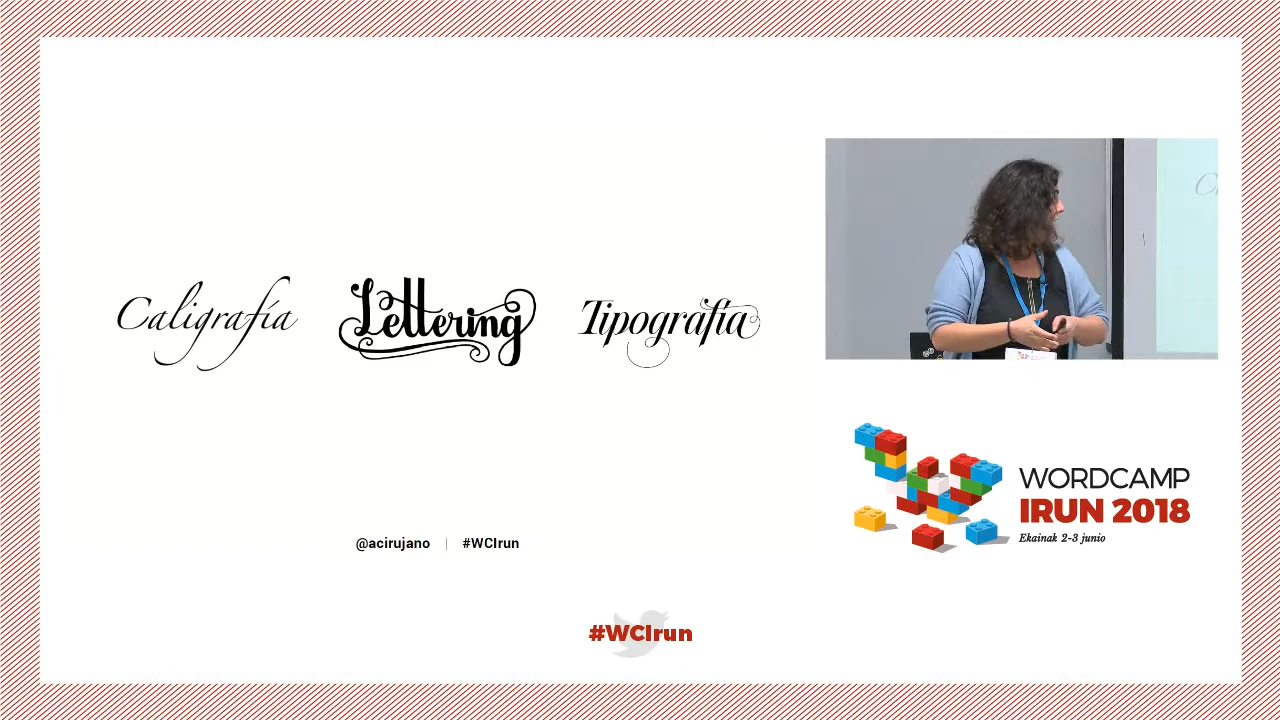 Caligrafía Lettering Tipografía
@acirujano | #WCIrun
WORDCAMP
IRUN 2018
Ekainak 2-3 junio
#WCIrun